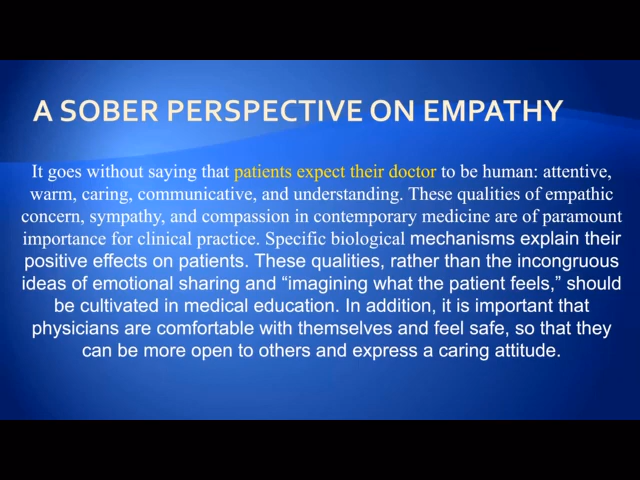 A SOBER PERSPECTIVE ON EMPATHY
It goes without saying that patients expect their doctor to be human: attentive,
warm, caring, communicative, and understanding. These qualities of empathic
concern, sympathy, and compassion in contemporary medicine are of paramount
importance for clinical practice. Specific biological mechanisms explain their
positive effects on patients. These qualities, rather than the incongruous
ideas of emotional sharing and “imagining what the patient feels,” should
be cultivated in medical education. In addition, it is important that
physicians are comfortable with themselves and feel safe, so that they
can be more open to others and express a caring attitude.